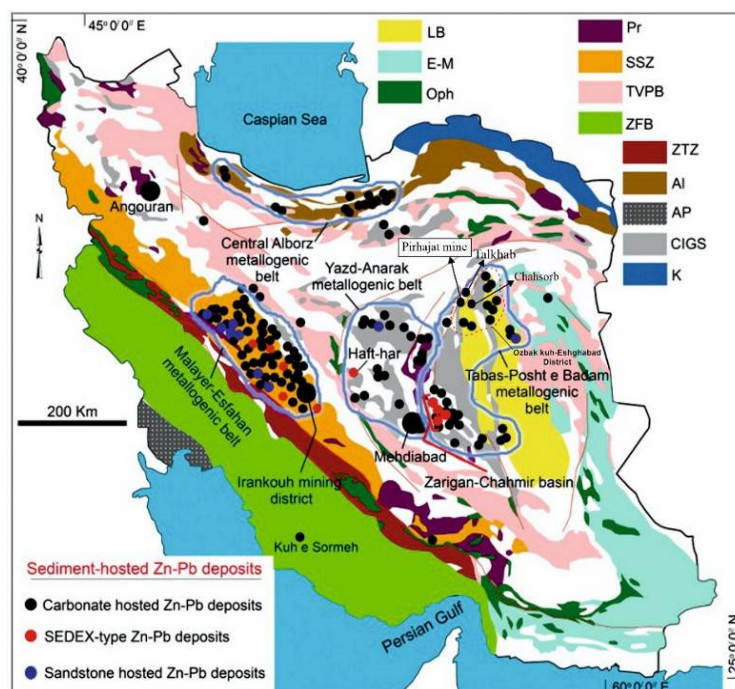 45°0'0"E
40°0'0"N
LB
E-M
Oph
Pr
SSZ
TVPB
ZFB
ZTZ
Al
AP
CIGS
K
Caspian Sea
Angouran
N
Central Alborz
metallogenic
belt
Pirhajat mine
Talkhab
Chahsorb
Yazd-Anarak
metallogenic belt
Haft-har
Ozbak kuh-Eshghabad
District
Tabas-Posht e Badam
metallogenic
belt
Malayer-Esfahan
metallogenic belt
200 Km
Mehdiabad
Zarigan-Chahmir basin
Irankouh mining
district
Kuh e Sormeh
Persian Gulf
Sediment-hosted Zn-Pb deposits
Carbonate hosted Zn-Pb deposits
SEDEX-type Zn-Pb deposits
Sandstone hosted Zn-Pb deposits
25°0'0"N
60°0'0"E